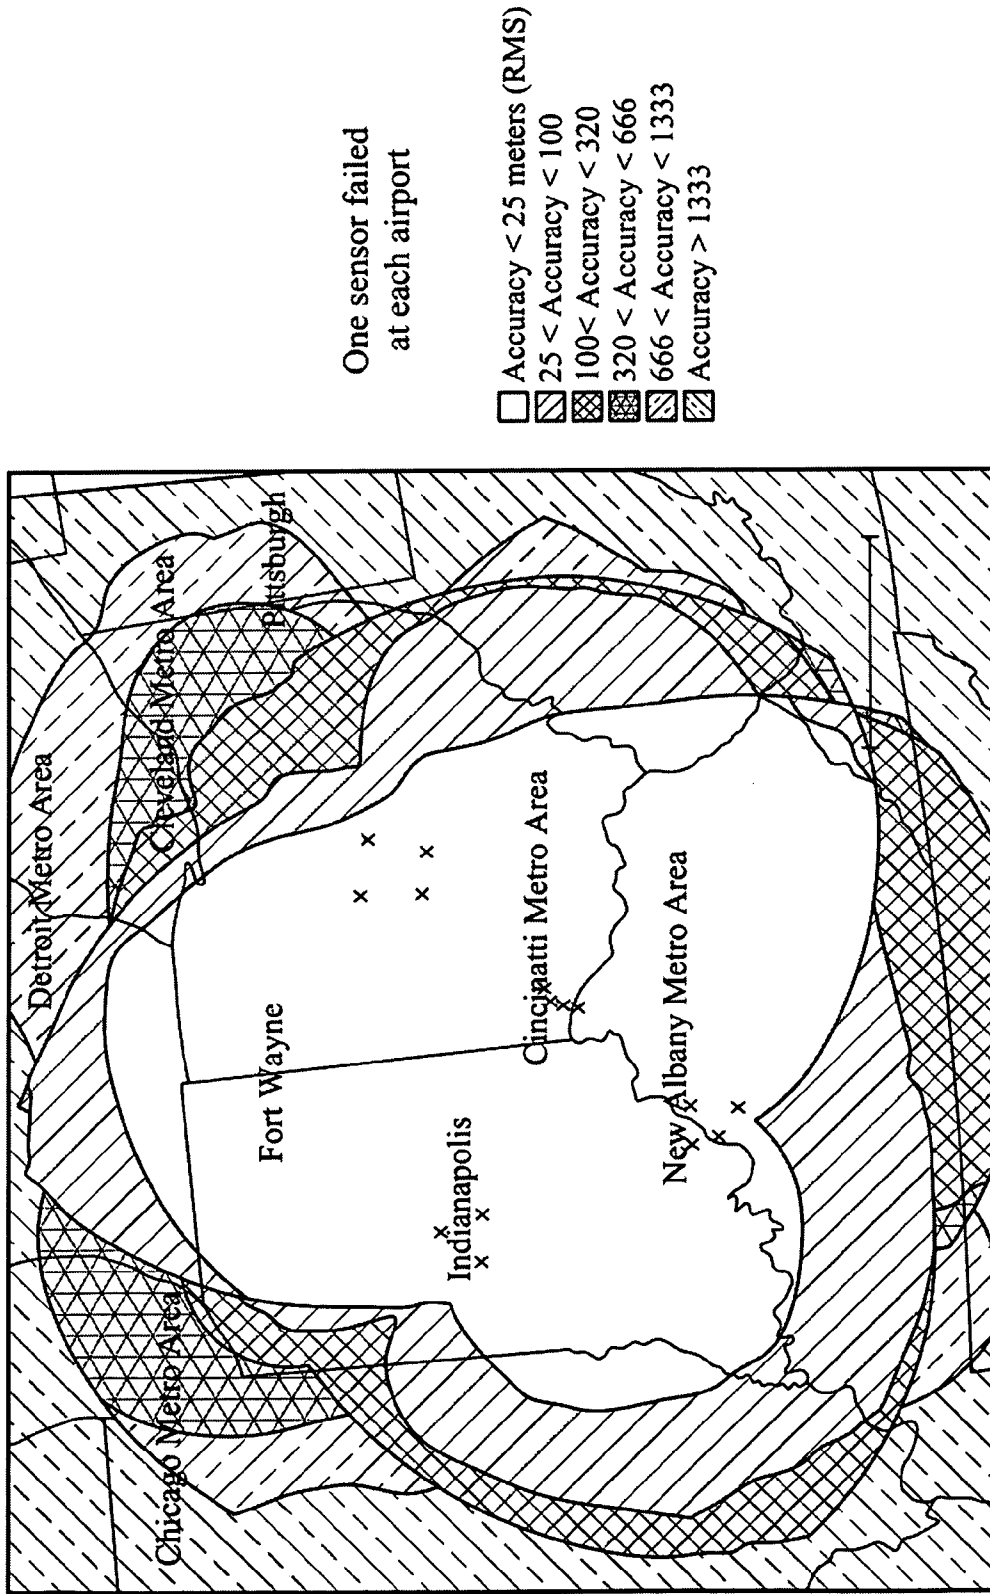 Detroit Metro Area
Chicago Metro Area
Cleveland Metro Area
Pittsburgh
Fort Wayne
Indianapolis
Cincinatti Metro Area
New Albany Metro Area
One sensor failed
at each airport
Accuracy < 25 meters (RMS)
25 < Accuracy < 100
100< Accuracy < 320
320 < Accuracy < 666
666 < Accuracy < 1333
Accuracy > 1333